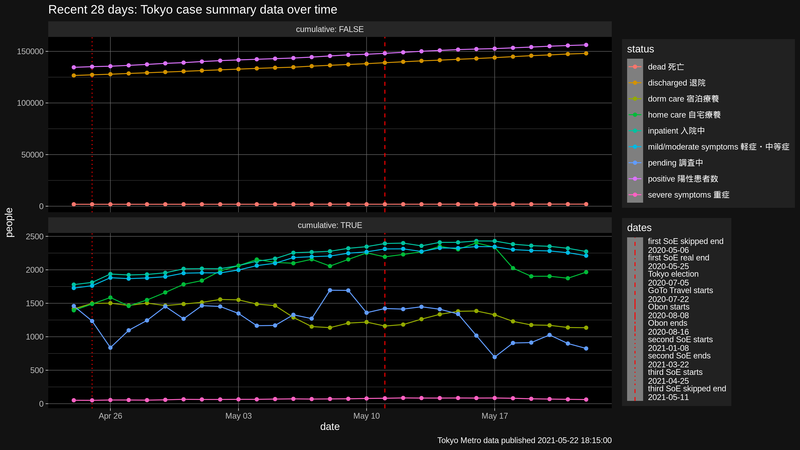 Recent 28 days: Tokyo case summary data over time
cumulative: FALSE
150000
100000
50000
0
cumulative: TRUE
2500
2000
1500
1000
500
0
people
Apr 26
May 03
May 10
May 17
date
Tokyo Metro data published 2021-05-22 18:15:00
status
dead 死亡
discharged 退院
dorm care 宿泊療養
home care 自宅療養
inpatient 入院中
mild/moderate symptoms 軽症・中等症
pending 調査中
positive 陽性患者数
severe symptoms 重症
dates
first SoE skipped end
2020-05-06
first SoE real end
2020-05-25
Tokyo election
2020-07-05
GoTo Travel starts
2020-07-22
Obon starts
2020-08-08
Obon ends
2020-08-16
second SoE starts
2021-01-08
second SoE ends
2021-03-22
third SoE starts
2021-04-25
third SoE skipped end
2021-05-11